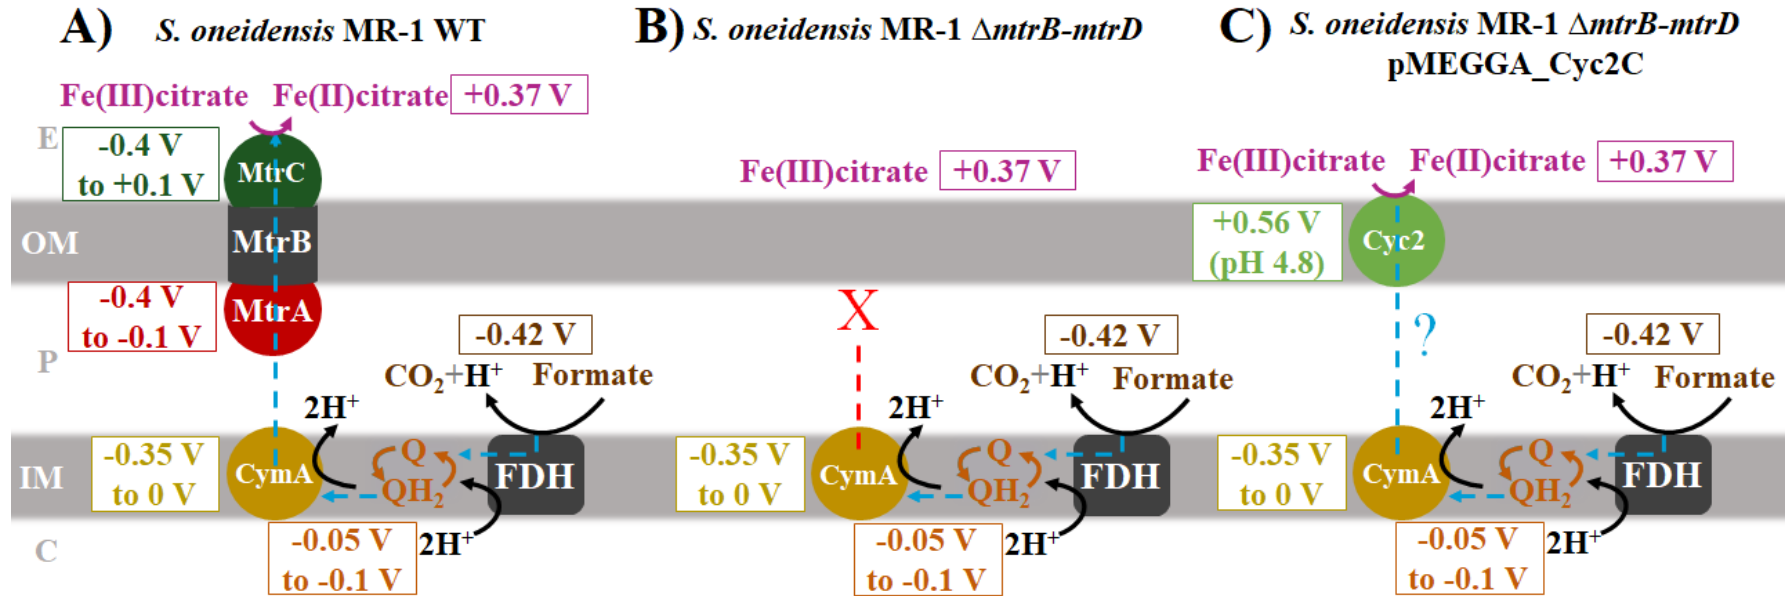 A) S. oneidensis MR-1 WT
Fe(III)citrate Fe(II)citrate +0.37 V
E
-0.4 V
to +0.1 V
MtrC
OM
MtrB
-0.4 V
to -0.1 V
MtrA
P
-0.42 V
CO₂+H⁺ Formate
2H⁺
IM
-0.35 V
to 0 V
CymA
Q
QH₂
FDH
C
-0.05 V
to -0.1 V
2H⁺
B) S. oneidensis MR-1 ΔmtrB-mtrD
Fe(III)citrate +0.37 V
X
-0.42 V
CO₂+H⁺ Formate
2H⁺
-0.35 V
to 0 V
CymA
Q
QH₂
FDH
-0.05 V
to -0.1 V
2H⁺
C) S. oneidensis MR-1 ΔmtrB-mtrD
pMEGGA_Cyc2C
Fe(III)citrate Fe(II)citrate +0.37 V
+0.56 V
(pH 4.8)
Cyc2
?
-0.42 V
CO₂+H⁺ Formate
2H⁺
-0.35 V
to 0 V
CymA
Q
QH₂
FDH
-0.05 V
to -0.1 V
2H⁺